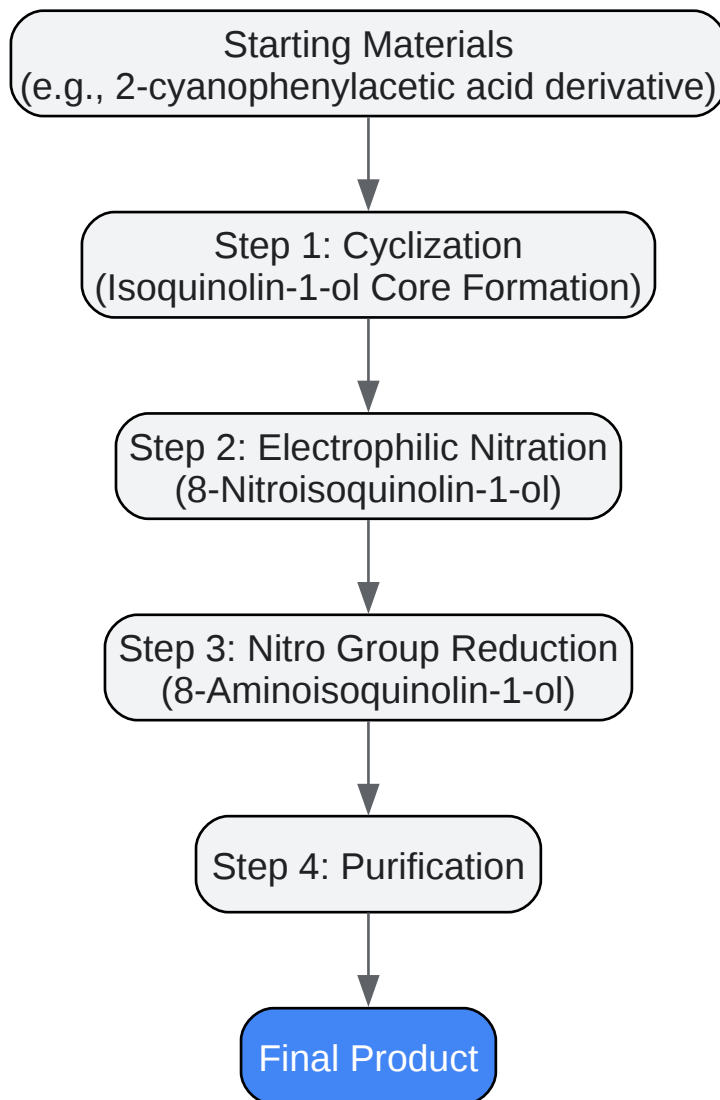 Starting Materials
(e.g., 2-cyanophenylacetic acid derivative)
Step 1: Cyclization
(Isoquinolin-1-ol Core Formation)
Step 2: Electrophilic Nitration
(8-Nitroisoquinolin-1-ol)
Step 3: Nitro Group Reduction
(8-Aminoisoquinolin-1-ol)
Step 4: Purification
Final Product